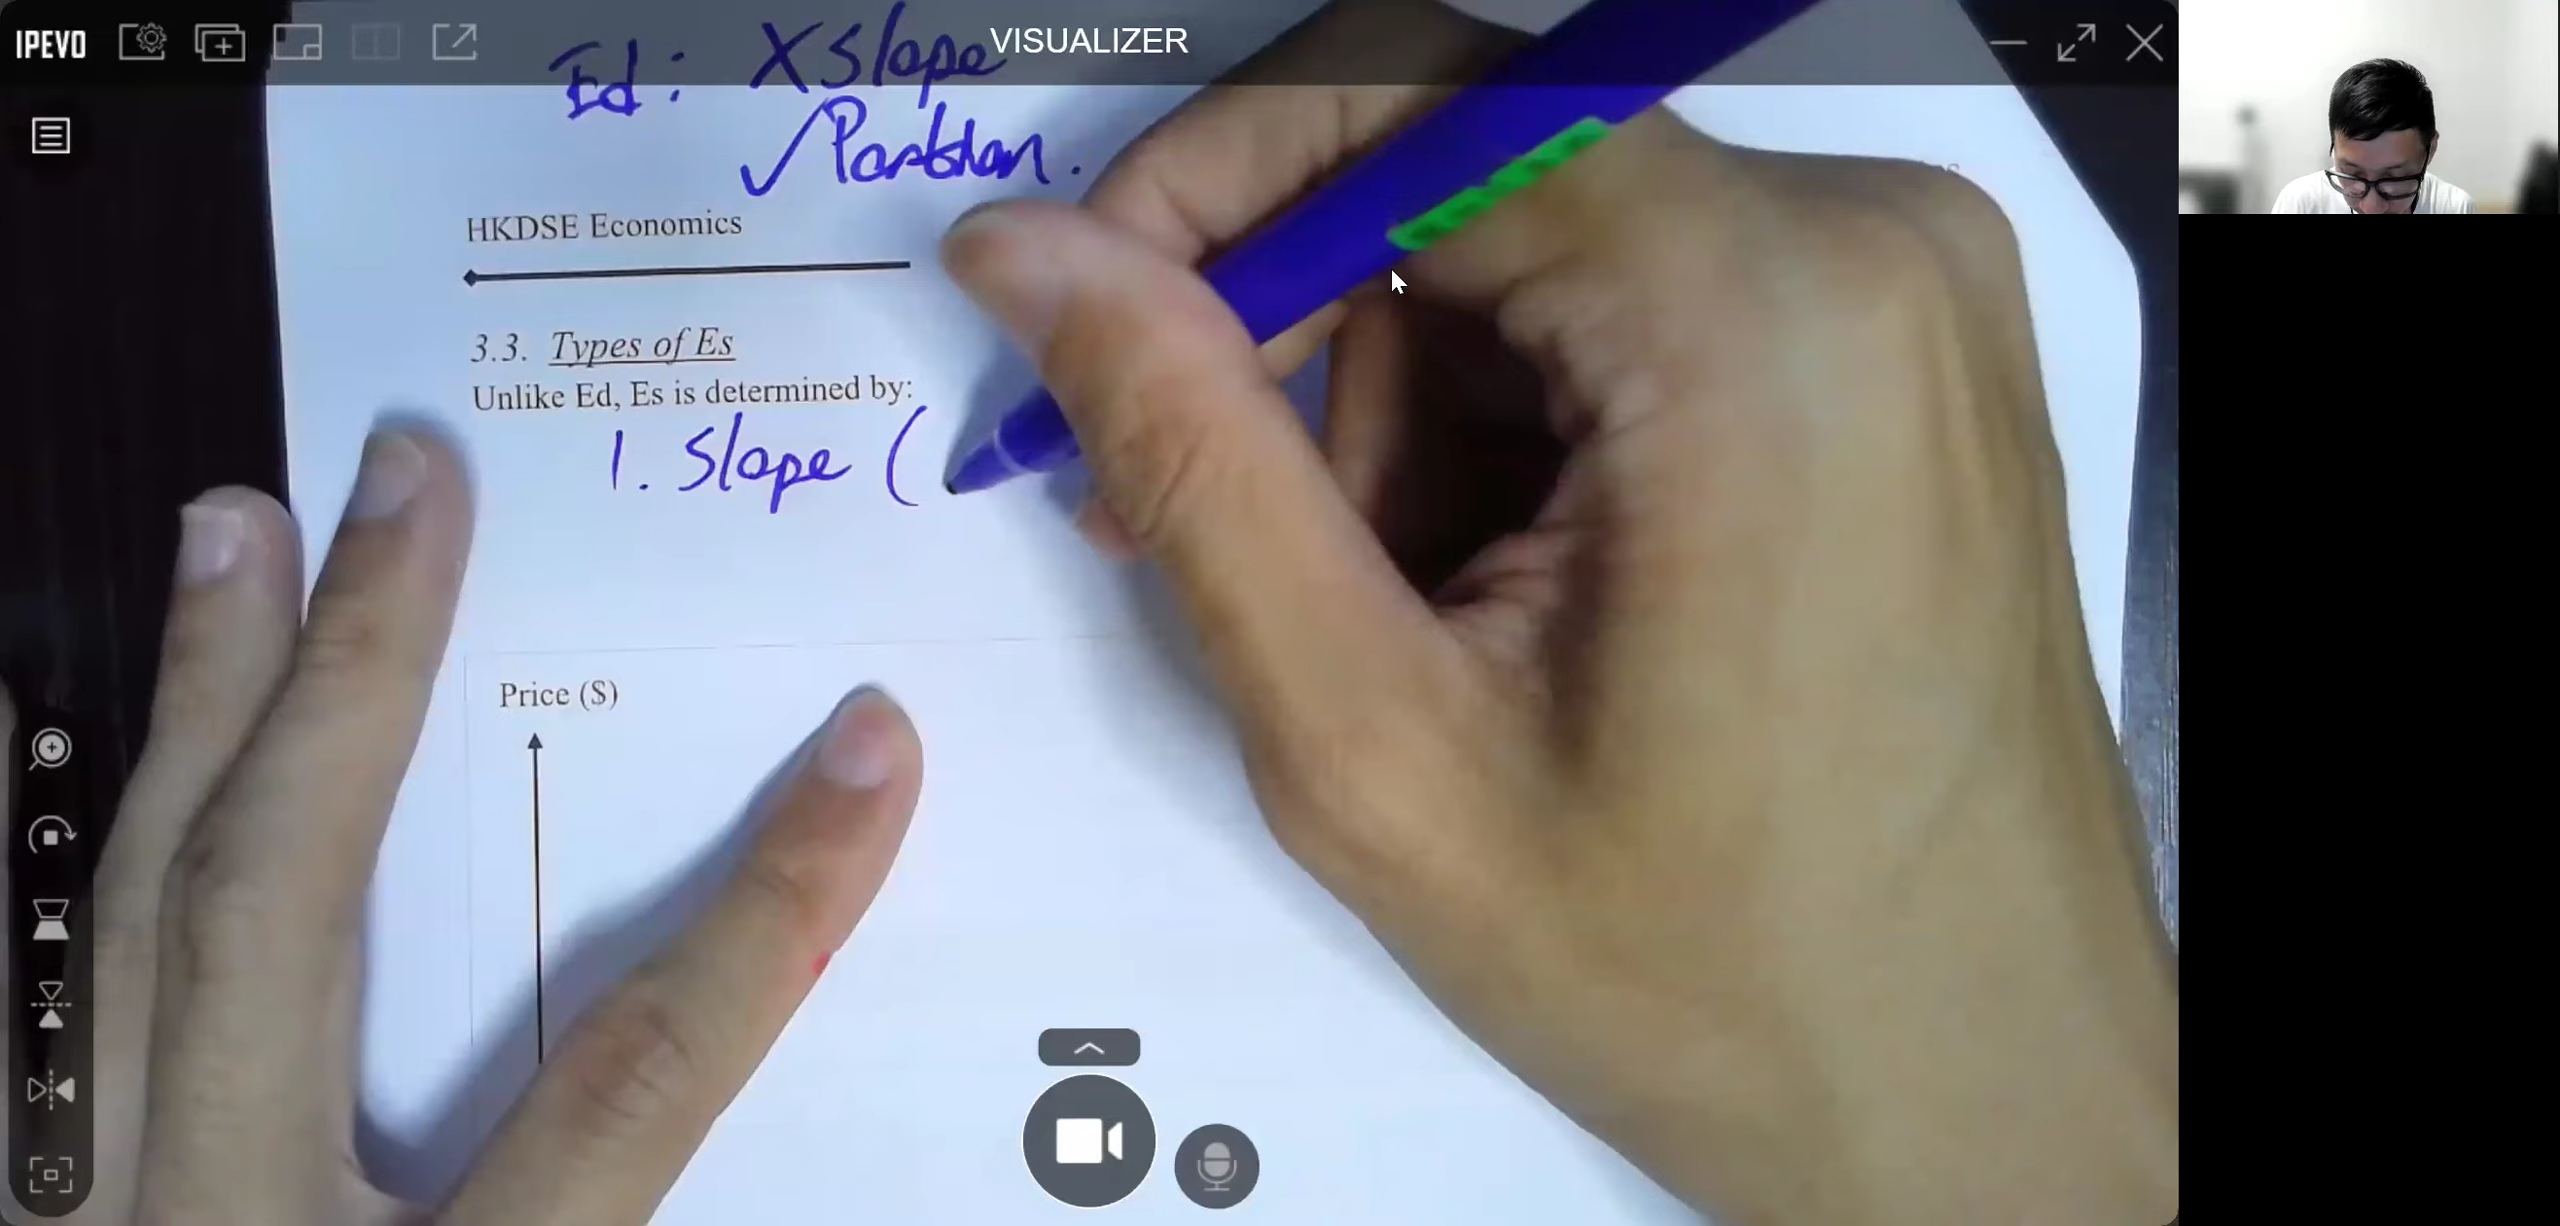 IPEVO
VISUALIZER
Ed: X Slope
✓ Position.
HKDSE Economics
3.3. Types of Es
Unlike Ed, Es is determined by:
1. Slope (
Price ($)